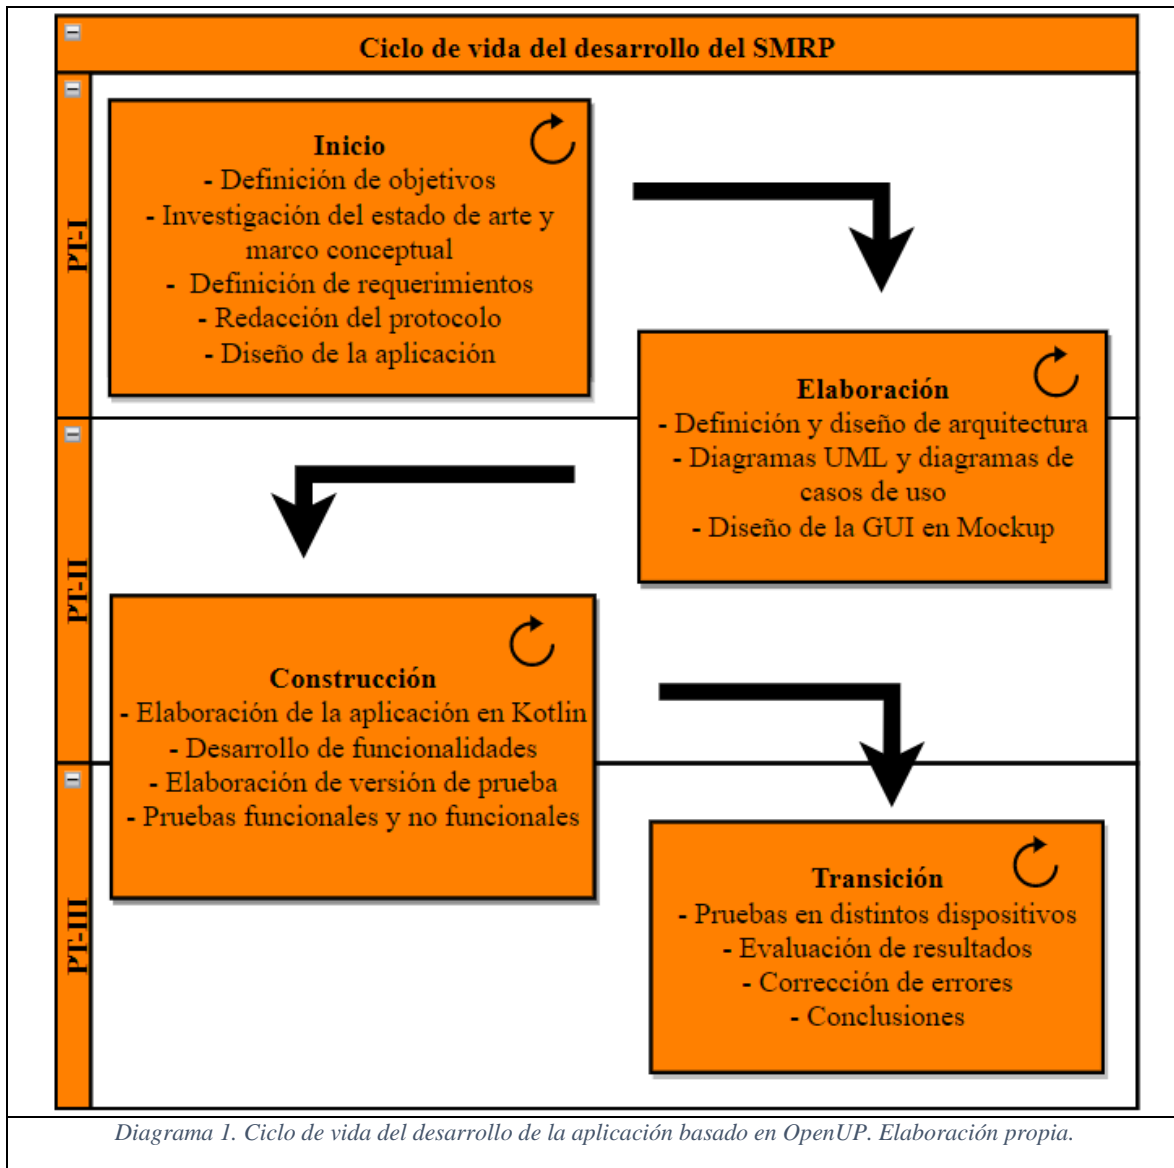 Ciclo de vida del desarrollo del SMRP
PT-I
Inicio
- Definición de objetivos
- Investigación del estado de arte y
marco conceptual
- Definición de requerimientos
- Redacción del protocolo
- Diseño de la aplicación
Elaboración
- Definición y diseño de arquitectura
- Diagramas UML y diagramas de
casos de uso
- Diseño de la GUI en Mockup
PT-II
Construcción
- Elaboración de la aplicación en Kotlin
- Desarrollo de funcionalidades
- Elaboración de versión de prueba
- Pruebas funcionales y no funcionales
PT-III
Transición
- Pruebas en distintos dispositivos
- Evaluación de resultados
- Corrección de errores
- Conclusiones
Diagrama 1. Ciclo de vida del desarrollo de la aplicación basado en OpenUP. Elaboración propia.